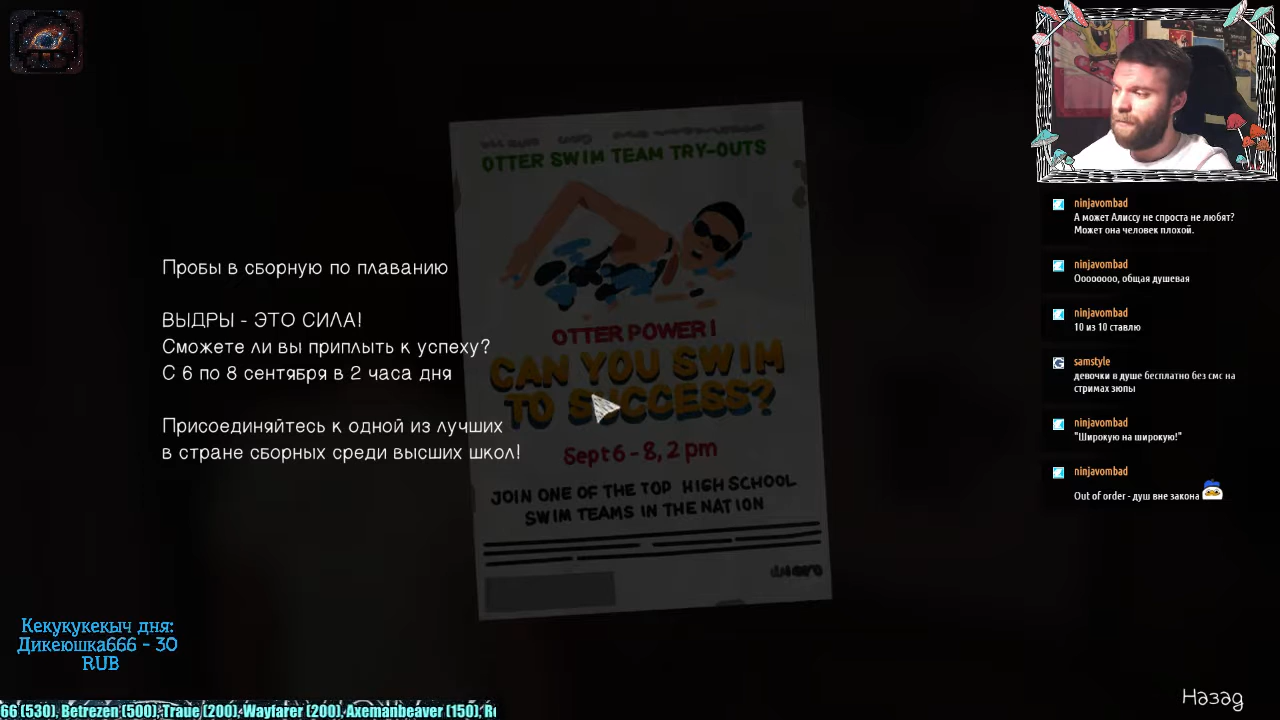 OTTER SWIM TEAM TRY-OUTS
Пробы в сборную по плаванию
ВЫДРЫ - ЭТО СИЛА!
Сможете ли вы приплыть к успеху?
С 6 по 8 сентября в 2 часа дня
Присоединяйтесь к одной из лучших
в стране сборных среди высших школ!
OTTER POWER!
CAN YOU SWIM
TO SUCCESS?
Sept 6 - 8, 2 pm
JOIN ONE OF THE TOP HIGH SCHOOL
SWIM TEAMS IN THE NATION
ninjavombad
А может Алиссу не спроста не любят?
Может она человек плохой.
ninjavombad
Оооооооо, общая душевая
ninjavombad
10 из 10 ставлю
samstyle
девочки в душе бесплатно без смс на
стримах зюпы
ninjavombad
"Широкую на широкую!"
ninjavombad
Out of order - душ вне закона
Кекукукекыч дня:
Дикеюшка666 - 30
RUB
66 (530), Betrezen (500), Traue (200), Wayfarer (200), Axemanbeaver (150),
Назад